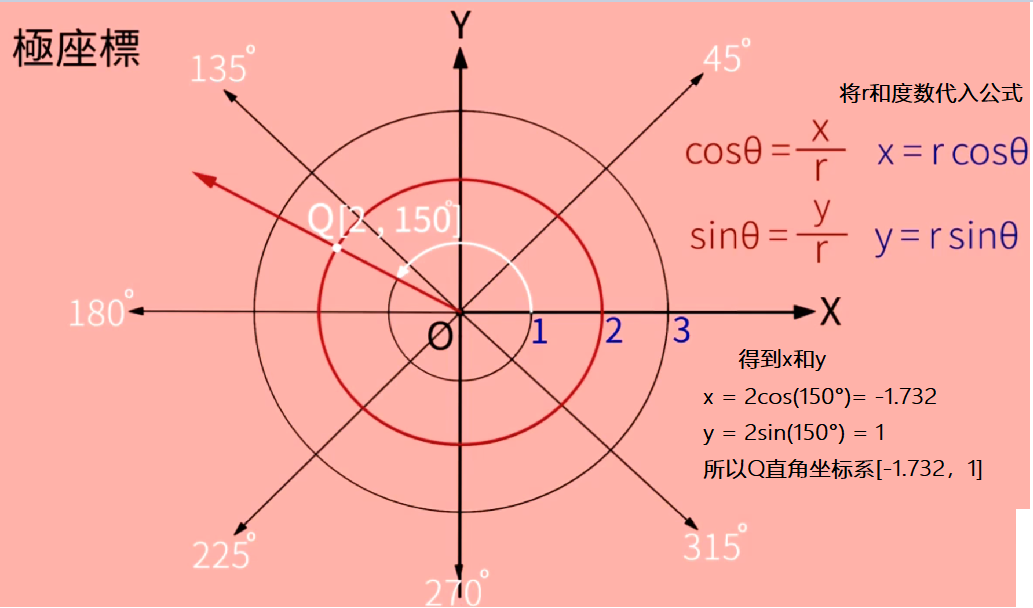 極座標
Y
135°
45°
将r和度数代入公式
cosθ = x/r  x = r cosθ
Q[2 , 150°]
sinθ = y/r  y = r sinθ
180°
X
O
1
2
3
得到x和y
x = 2cos(150°)= -1.732
y = 2sin(150°) = 1
所以Q直角坐标系[-1.732，1]
225°
315°
270°